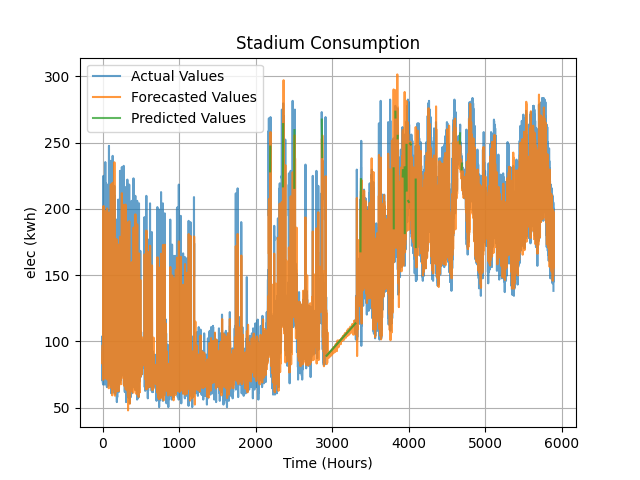 Stadium Consumption
Actual Values
Forecasted Values
Predicted Values
300
250
200
150
100
50
elec (kwh)
0 1000 2000 3000 4000 5000 6000
Time (Hours)